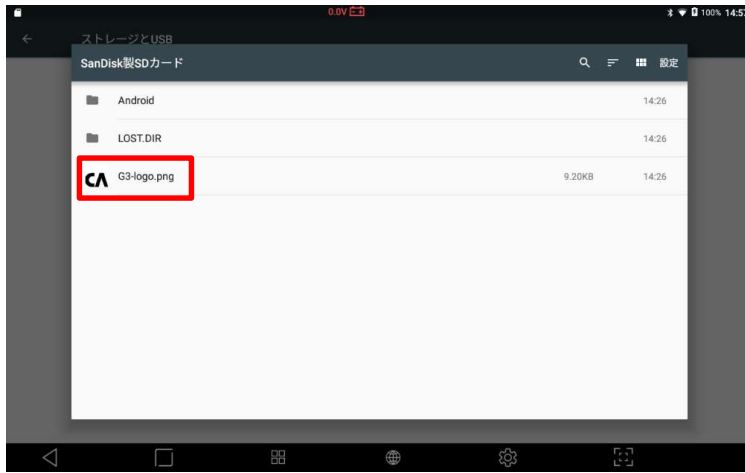 0.0V
100% 14:57
ストレージとUSB
SanDisk製SDカード
設定
Android 14:26
LOST.DIR 14:26
CA G3-logo.png 9.20KB 14:26